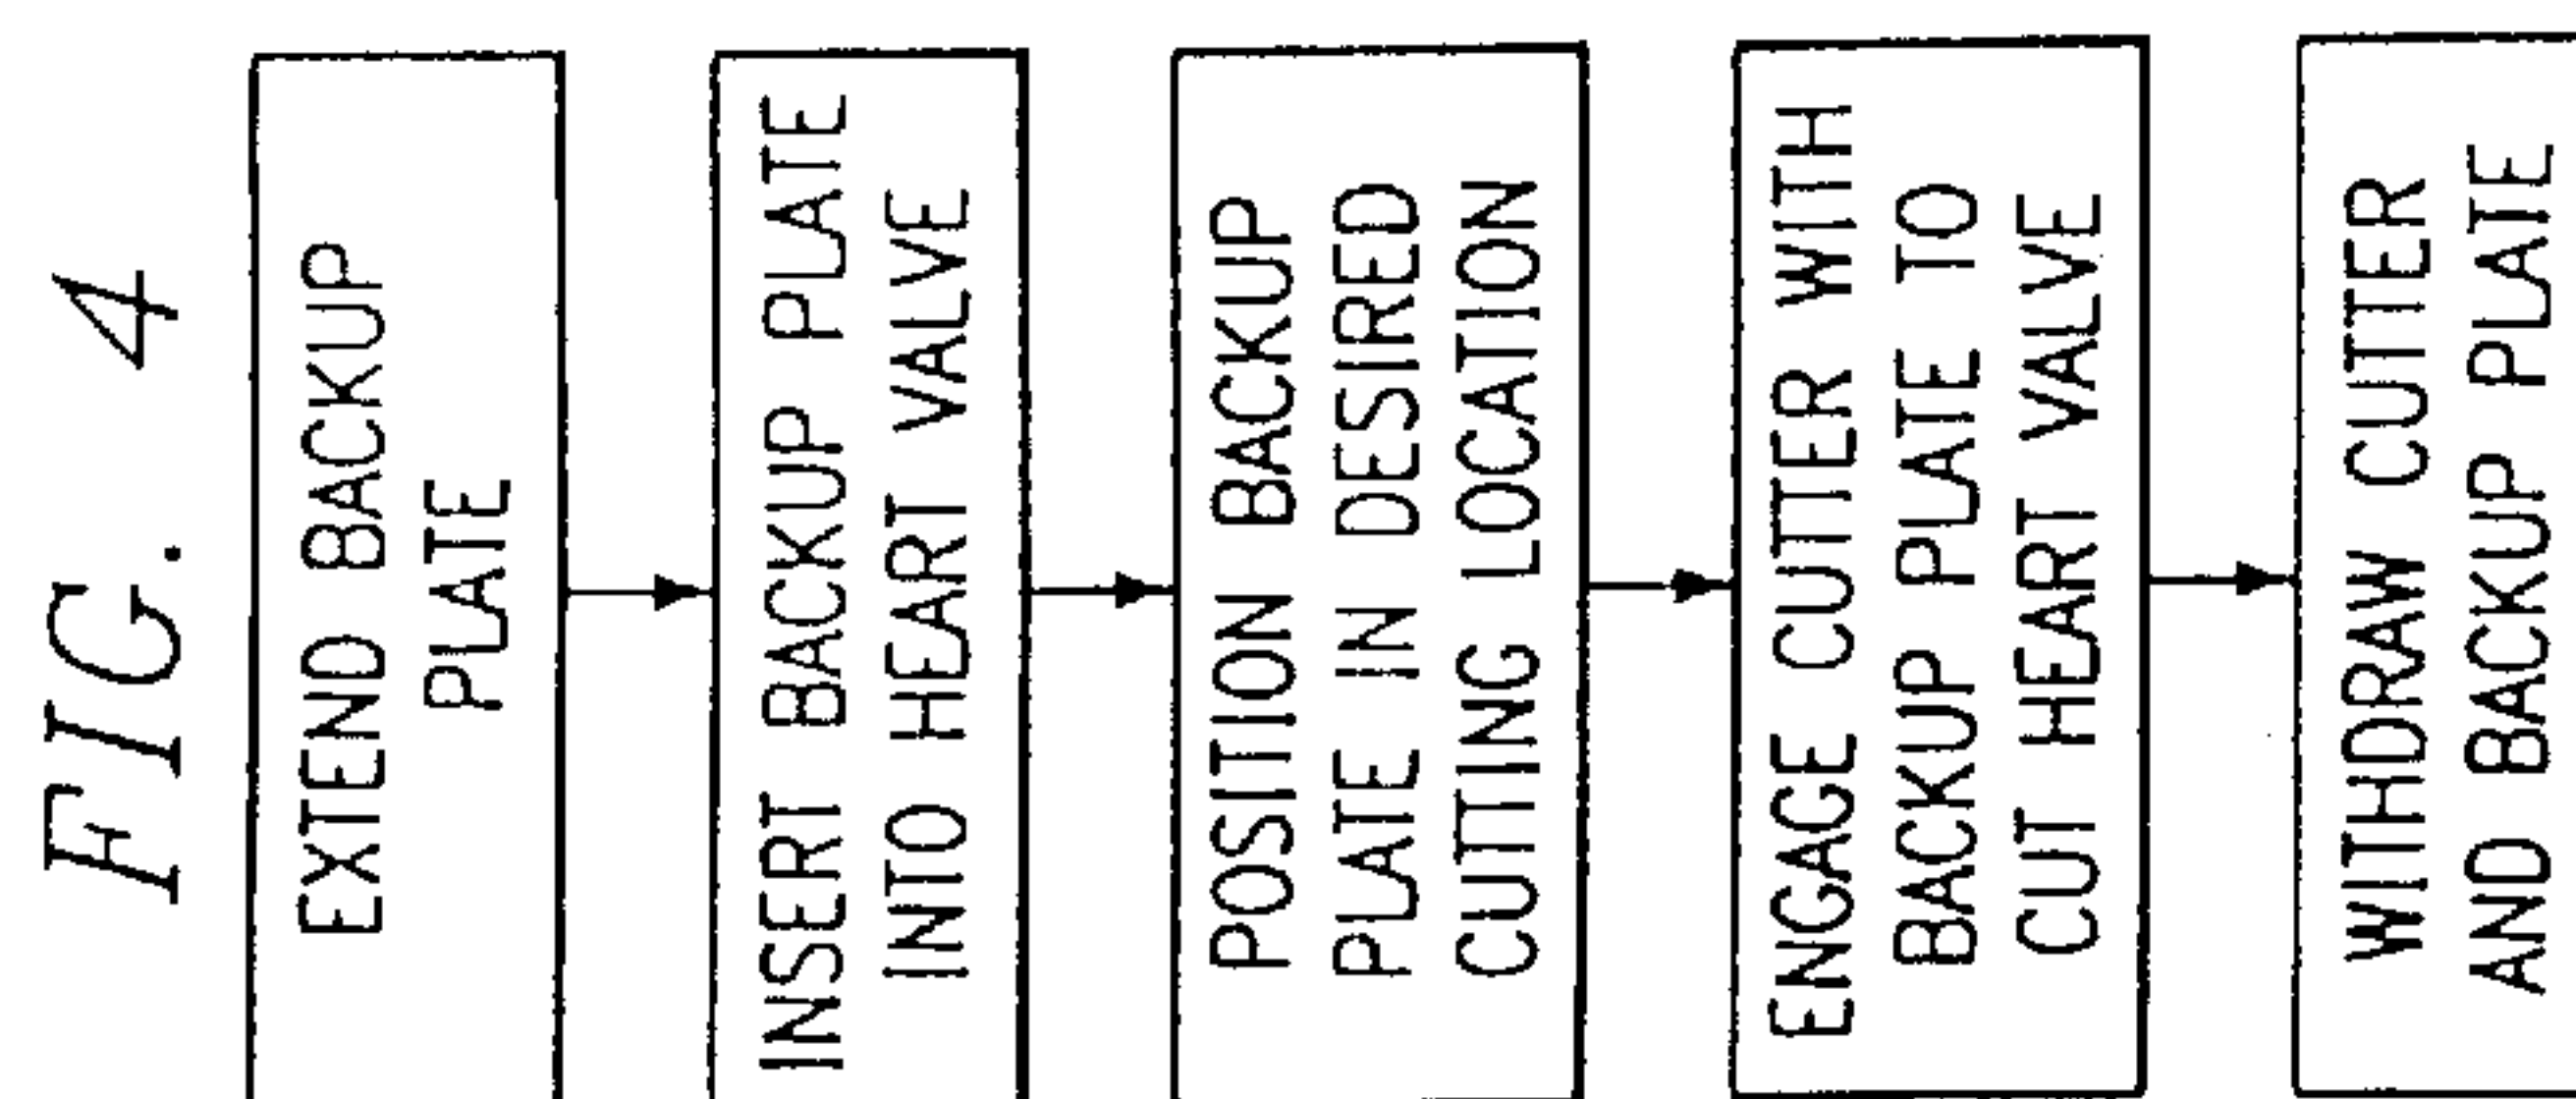 FIG. 4
EXTEND BACKUP
PLATE
INSERT BACKUP PLATE
INTO HEART VALVE
POSITION BACKUP
PLATE IN DESIRED
CUTTING LOCATION
ENGAGE CUTTER WITH
BACKUP PLATE TO
CUT HEART VALVE
WITHDRAW CUTTER
AND BACKUP PLATE